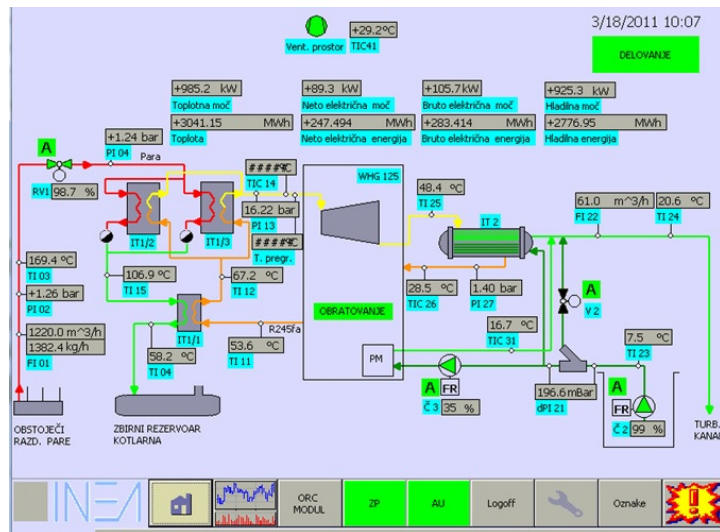 3/18/2011 10:07
+29.2°C
Vent. prostor TIC41
DELOVANJE
+985.2 kW
Toplotna moč
+3041.15 MWh
Toplota
+89.3 kW
Neto električna moč
+247.494 MWh
Neto električna energija
+105.7 kW
Bruto električna moč
+283.414 MWh
Bruto električna energija
+925.3 kW
Hladilna moč
+2776.95 MWh
Hladilna energija
+1.24 bar
PI 04
Para
A
RV1 98.7 %
IT1/2
IT1/3
####°C
TIC 14
16.22 bar
PI 13
####°C
T. pregr.
WHG 125
48.4 °C
TI 25
IT 2
61.0 m^3/h
FI 22
20.6 °C
TI 24
169.4 °C
TI 03
+1.26 bar
PI 02
1220.0 m^3/h
1382.4 kg/h
FI 01
106.9 °C
TI 15
67.2 °C
TI 12
28.5 °C
TIC 26
1.40 bar
PI 27
OBRATOVANJE
16.7 °C
TIC 31
A
V 2
7.5 °C
TI 23
IT1/1
R245fa
58.2 °C
TI 04
53.6 °C
TI 11
PM
A
FR
Č 3 35 %
196.6 mBar
dPI 21
A
FR
Č 2 99 %
OBSTOJEČI
RAZD. PARE
ZBIRNI REZERVOAR
KOTLARNA
TURB.
KANAL
INEA
ORC
MODUL
ZP
AU
Logoff
Oznake